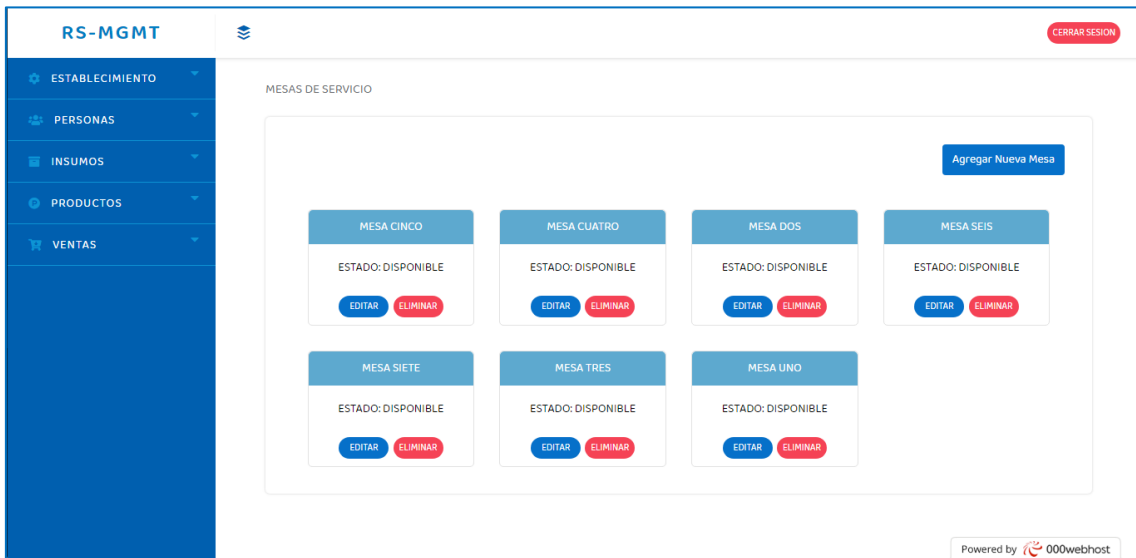 RS-MGMT
CERRAR SESION
ESTABLECIMIENTO
PERSONAS
INSUMOS
PRODUCTOS
VENTAS
MESAS DE SERVICIO
Agregar Nueva Mesa
MESA CINCO
ESTADO: DISPONIBLE
EDITAR ELIMINAR
MESA CUATRO
ESTADO: DISPONIBLE
EDITAR ELIMINAR
MESA DOS
ESTADO: DISPONIBLE
EDITAR ELIMINAR
MESA SEIS
ESTADO: DISPONIBLE
EDITAR ELIMINAR
MESA SIETE
ESTADO: DISPONIBLE
EDITAR ELIMINAR
MESA TRES
ESTADO: DISPONIBLE
EDITAR ELIMINAR
MESA UNO
ESTADO: DISPONIBLE
EDITAR ELIMINAR
Powered by 000webhost